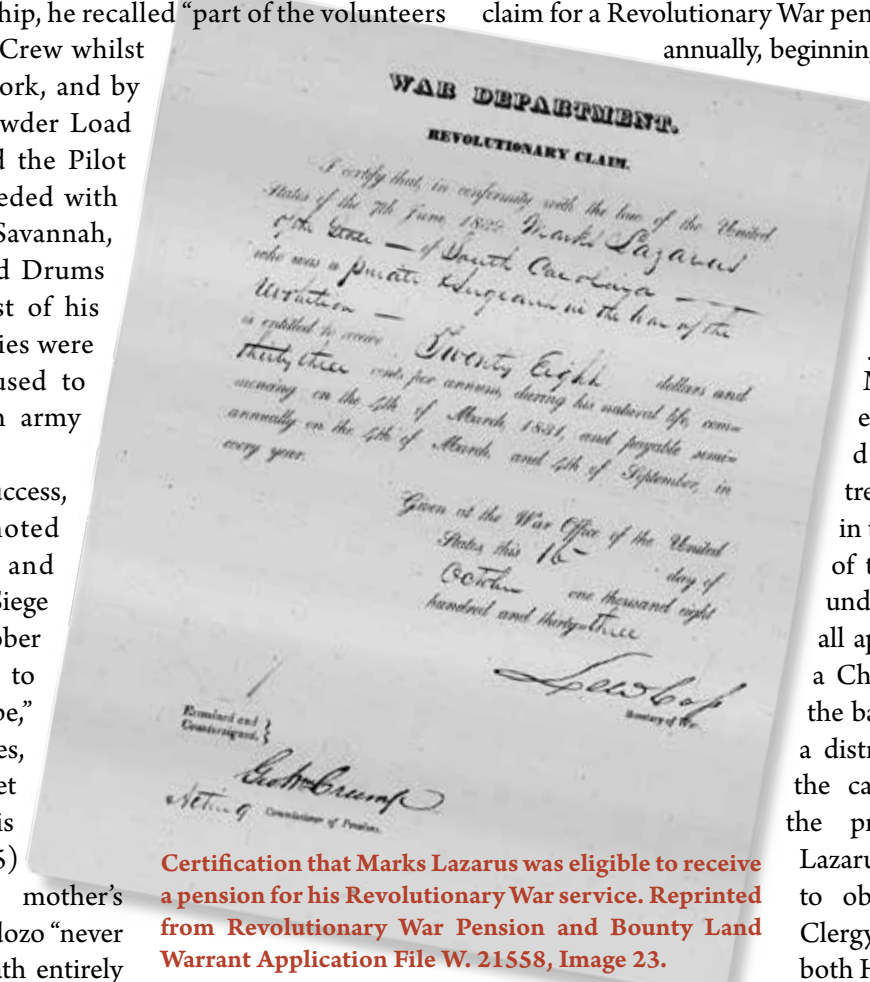 ship, he recalled “part of the volunteers
Crew whilst
ork, and by
wder Load
d the Pilot
eded with
Savannah,
d Drums
st of his
ies were
used to
n army
uccess,
noted
and
Siege
ober
to
pe,”
es,
et
is
5)
mother’s
lozo “never
ath entirely
WAR DEPARTMENT.
REVOLUTIONARY CLAIM.
I certify that, in conformity with the law of the United
States of the 7th June, 1832 Marks Lazarus
of the State — of South Carolina —
who was a private & Sergeant in the War of the
Revolution —
is entitled to receive Twenty Eight dollars and
thirty three cents per annum, during his natural life, com=
mencing on the 4th of March, 1831, and payable semi=
annually on the 4th of March, and 4th of September, in
every year.
Given at the War Office of the United
States, this day of
October one thousand eight
hundred and thirty=three
Lew Cass
Secretary of War.
Examined and
Countersigned.
Geo W Crump
Acting Commissioner of Pensions.
Certification that Marks Lazarus was eligible to receive
a pension for his Revolutionary War service. Reprinted
from Revolutionary War Pension and Bounty Land
Warrant Application File W. 21558, Image 23.
claim for a Revolutionary War pen
annually, beginning
M
e
d
tre
in t
of t
und
all ap
a Ch
the ba
a distr
the ca
the pr
Lazaru
to ob
Clergy
both H